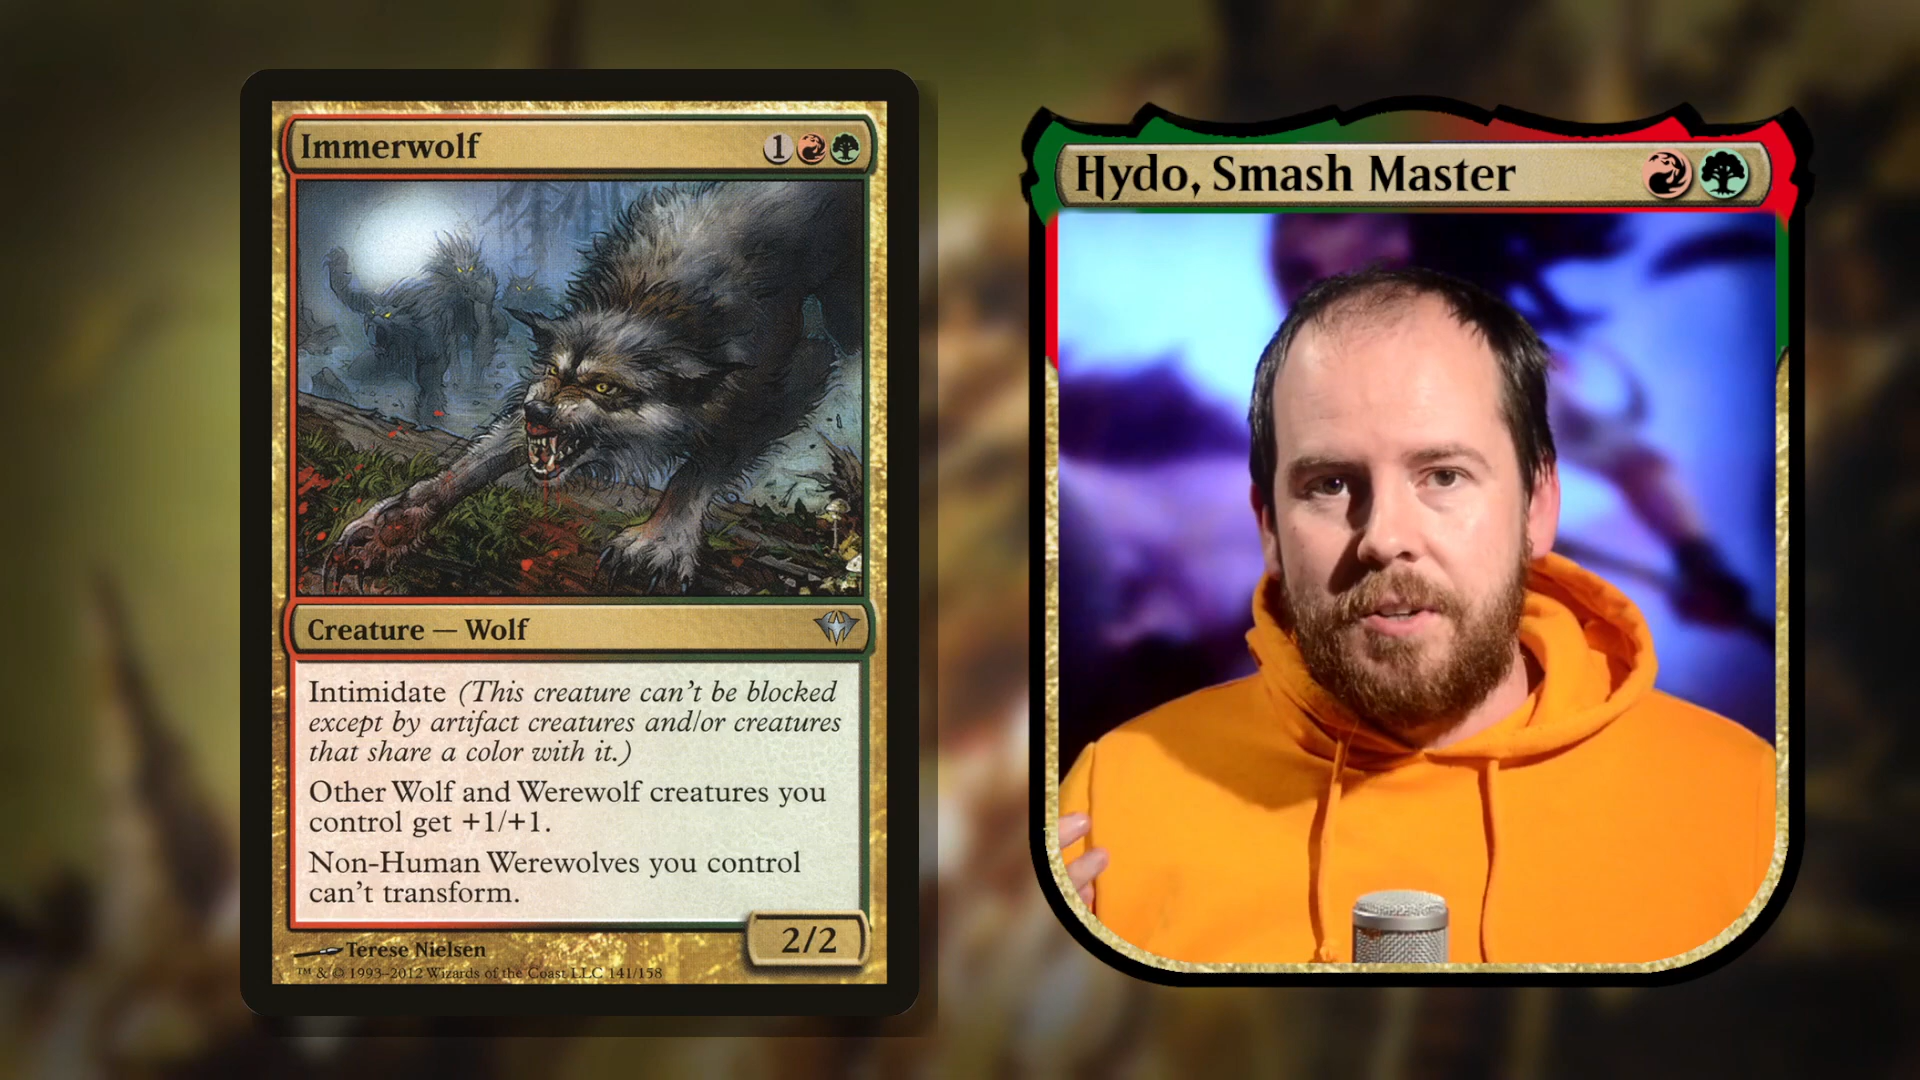 Immerwolf
1
Creature — Wolf
Intimidate (This creature can't be blocked
except by artifact creatures and/or creatures
that share a color with it.)
Other Wolf and Werewolf creatures you
control get +1/+1.
Non-Human Werewolves you control
can't transform.
2/2
Terese Nielsen
™ & © 1993–2012 Wizards of the Coast LLC 141/158
Hydo, Smash Master